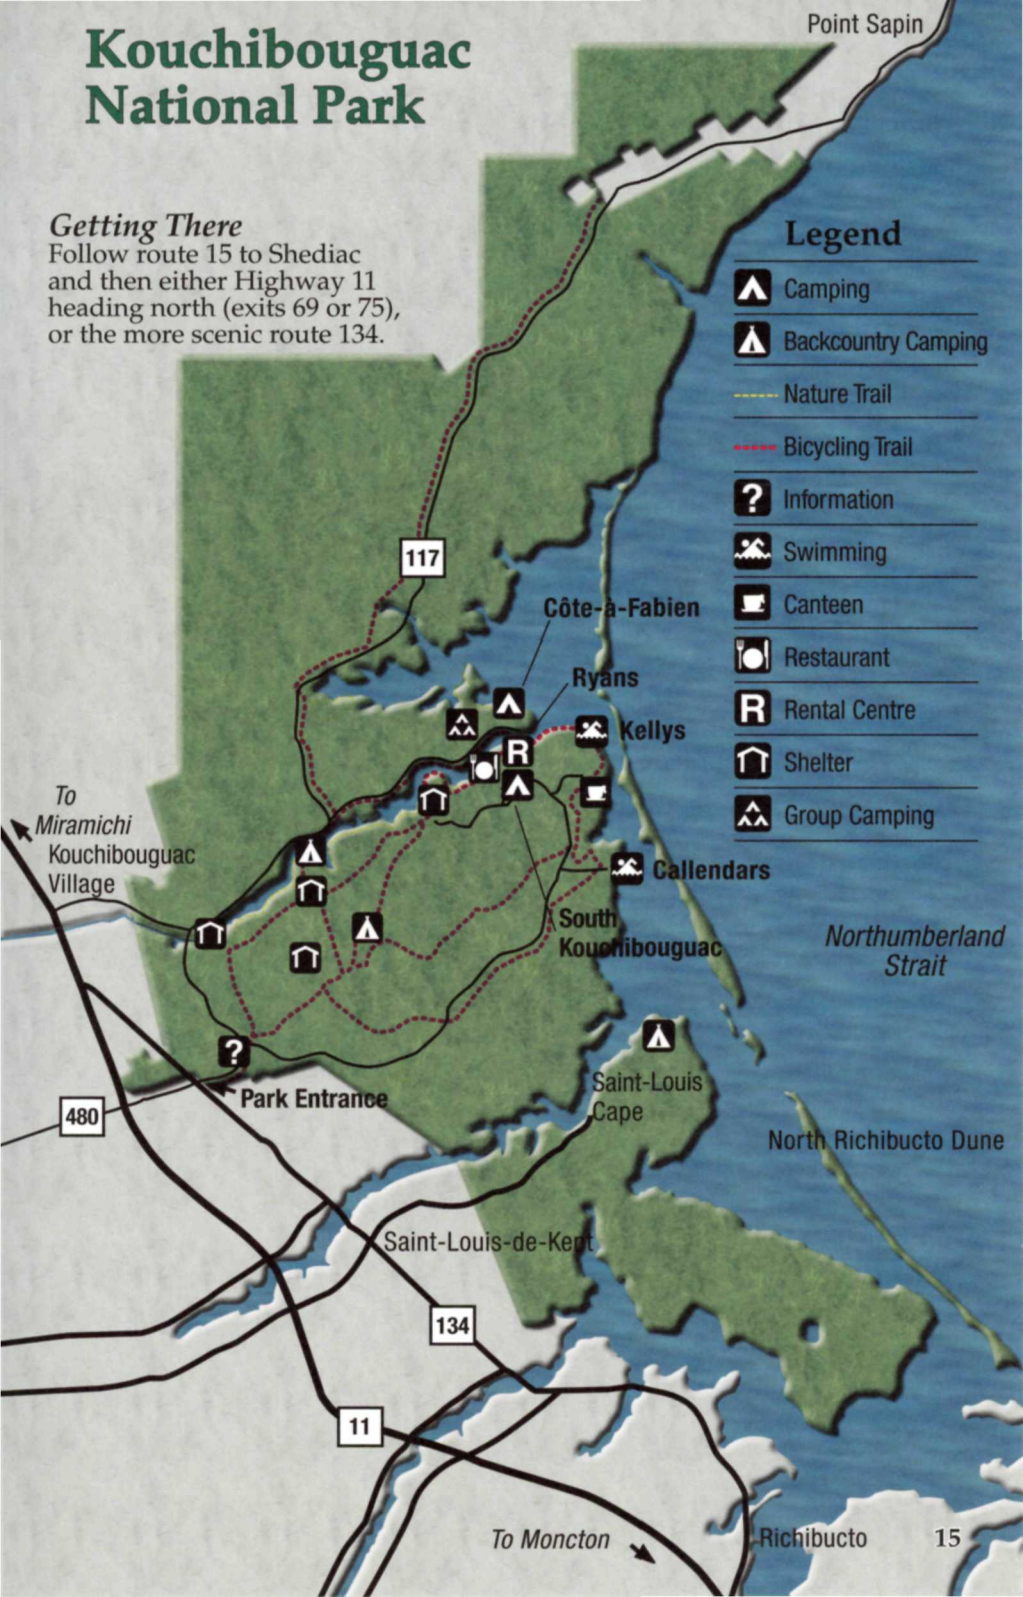 Point Sapin
Kouchibouguac
National Park
Getting There
Follow route 15 to Shediac
and then either Highway 11
heading north (exits 69 or 75),
or the more scenic route 134.
Legend
Camping
Backcountry Camping
Nature Trail
Bicycling Trail
? Information
Swimming
Canteen
Restaurant
R Rental Centre
Shelter
Group Camping
117
Côte-à-Fabien
Ryans
Kellys
R
To
Miramichi
Kouchibouguac
Village
Callendars
South
Kouchibouguac
Northumberland
Strait
?
Park Entrance
480
Saint-Louis
Cape
North Richibucto Dune
Saint-Louis-de-Kent
134
11
To Moncton
Richibucto
15